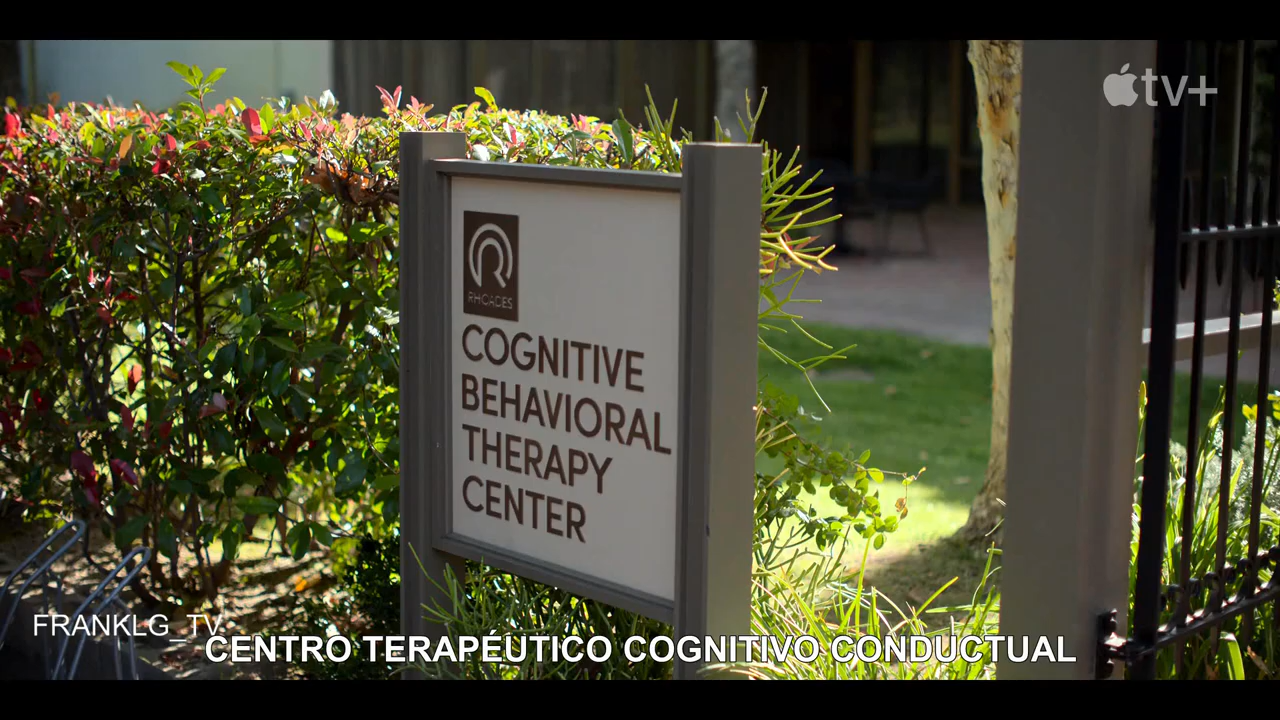 tv+
RHOADES
COGNITIVE
BEHAVIORAL
THERAPY
CENTER
FRANKLG_TV
CENTRO TERAPÉUTICO COGNITIVO CONDUCTUAL